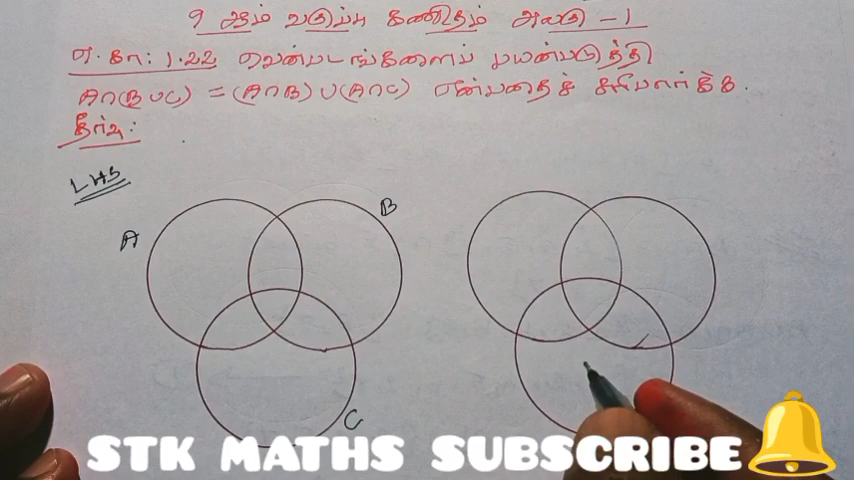 9 ஆம் வகுப்பு கணிதம் அலகு - 1
எ. கா: 1.22 வென்படங்களைப் பயன்படுத்தி
A∩(B∪C) = (A∩B)∪(A∩C) என்பதைச் சரிபார்க்க.
தீர்வு:
LHS
A
B
C
STK MATHS SUBSCRIBE